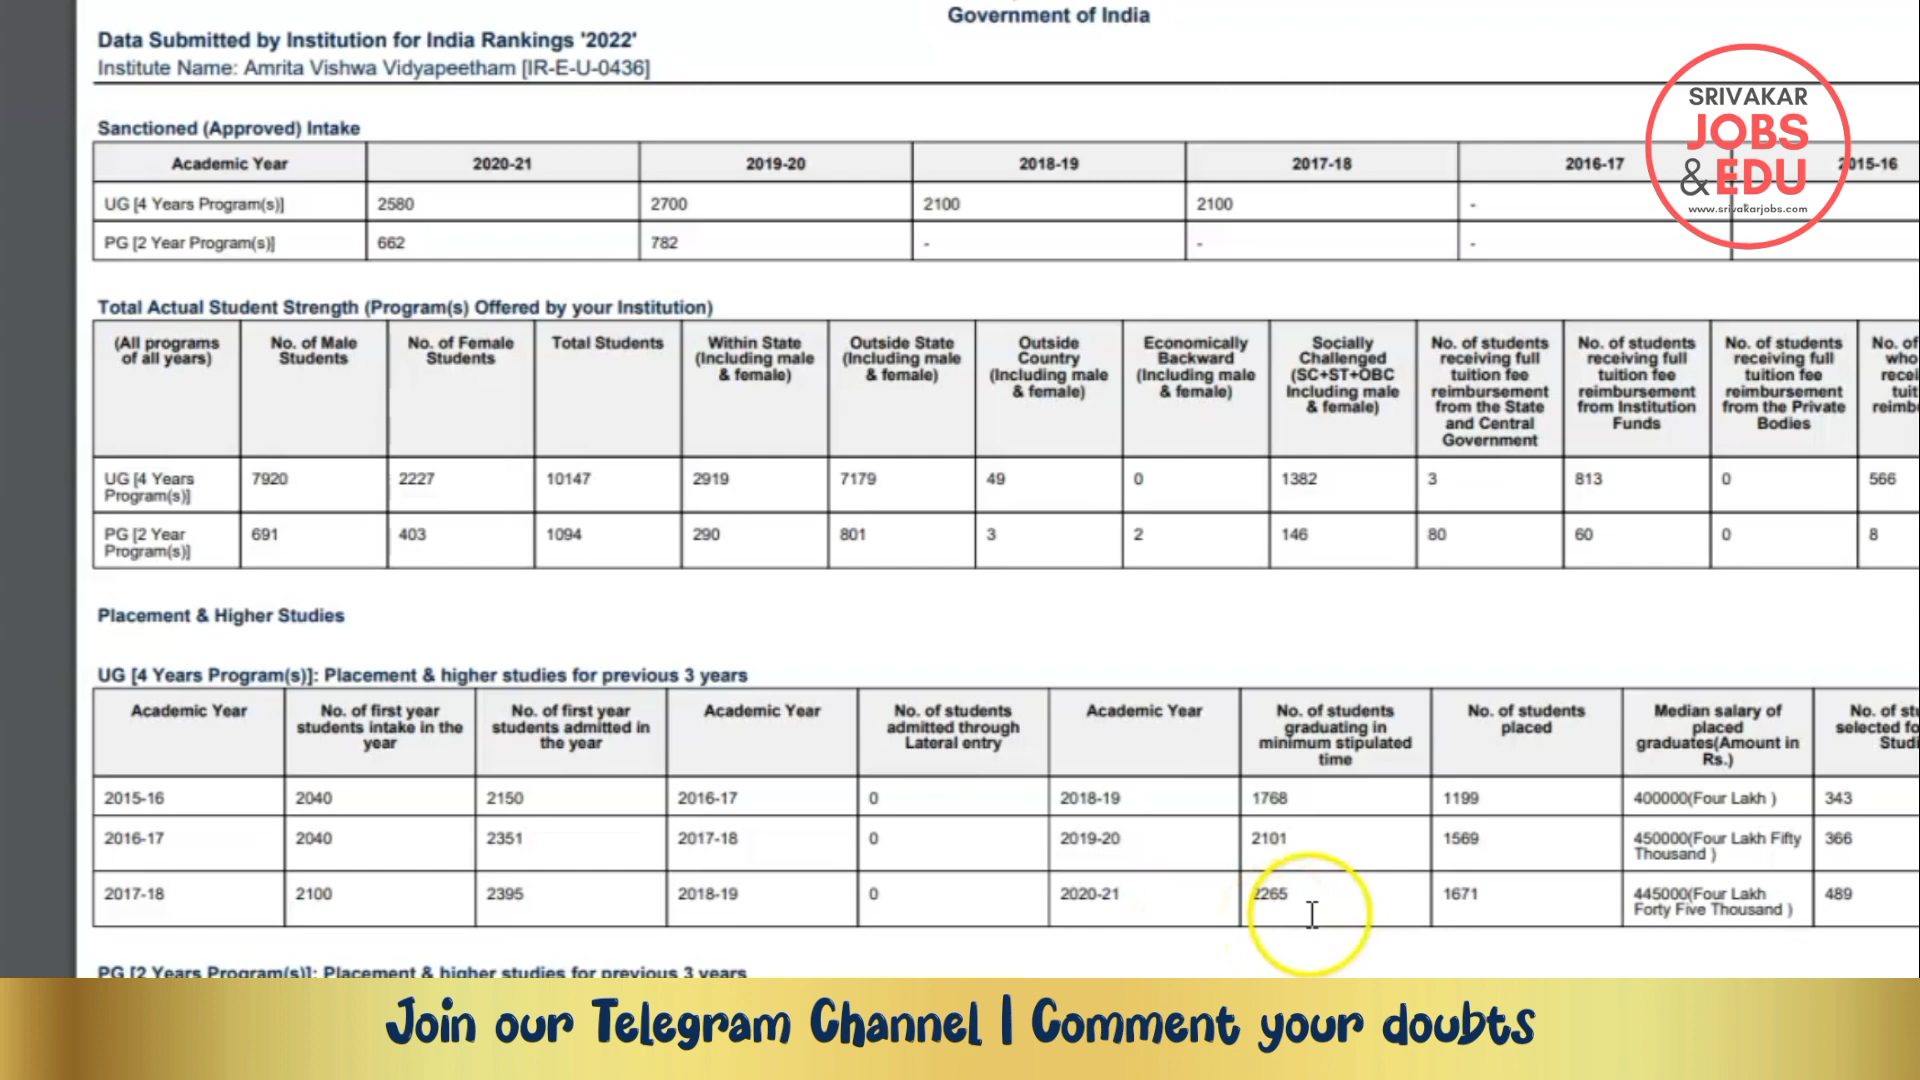 Government of India
Data Submitted by Institution for India Rankings '2022'
Institute Name: Amrita Vishwa Vidyapeetham [IR-E-U-0436]
SRIVAKAR
JOBS
& EDU
www.srivakarjobs.com
Sanctioned (Approved) Intake
Academic Year 2020-21 2019-20 2018-19 2017-18 2016-17 2015-16
UG [4 Years Program(s)] 2580 2700 2100 2100 -
PG [2 Year Program(s)] 662 782 - - -
Total Actual Student Strength (Program(s) Offered by your Institution)
(All programs of all years) No. of Male Students No. of Female Students Total Students Within State (Including male & female) Outside State (Including male & female) Outside Country (Including male & female) Economically Backward (Including male & female) Socially Challenged (SC+ST+OBC Including male & female) No. of students receiving full tuition fee reimbursement from the State and Central Government No. of students receiving full tuition fee reimbursement from Institution Funds No. of students receiving full tuition fee reimbursement from the Private Bodies No. of
UG [4 Years Program(s)] 7920 2227 10147 2919 7179 49 0 1382 3 813 0 566
PG [2 Year Program(s)] 691 403 1094 290 801 3 2 146 80 60 0 8
Placement & Higher Studies
UG [4 Years Program(s)]: Placement & higher studies for previous 3 years
Academic Year No. of first year students intake in the year No. of first year students admitted in the year Academic Year No. of students admitted through Lateral entry Academic Year No. of students graduating in minimum stipulated time No. of students placed Median salary of placed graduates(Amount in Rs.) No. of selected
2015-16 2040 2150 2016-17 0 2018-19 1768 1199 400000(Four Lakh ) 343
2016-17 2040 2351 2017-18 0 2019-20 2101 1569 450000(Four Lakh Fifty Thousand ) 366
2017-18 2100 2395 2018-19 0 2020-21 2265 1671 445000(Four Lakh Forty Five Thousand ) 489
PG [2 Years Program(s)]: Placement & higher studies for previous 3 years
Join our Telegram Channel | Comment your doubts